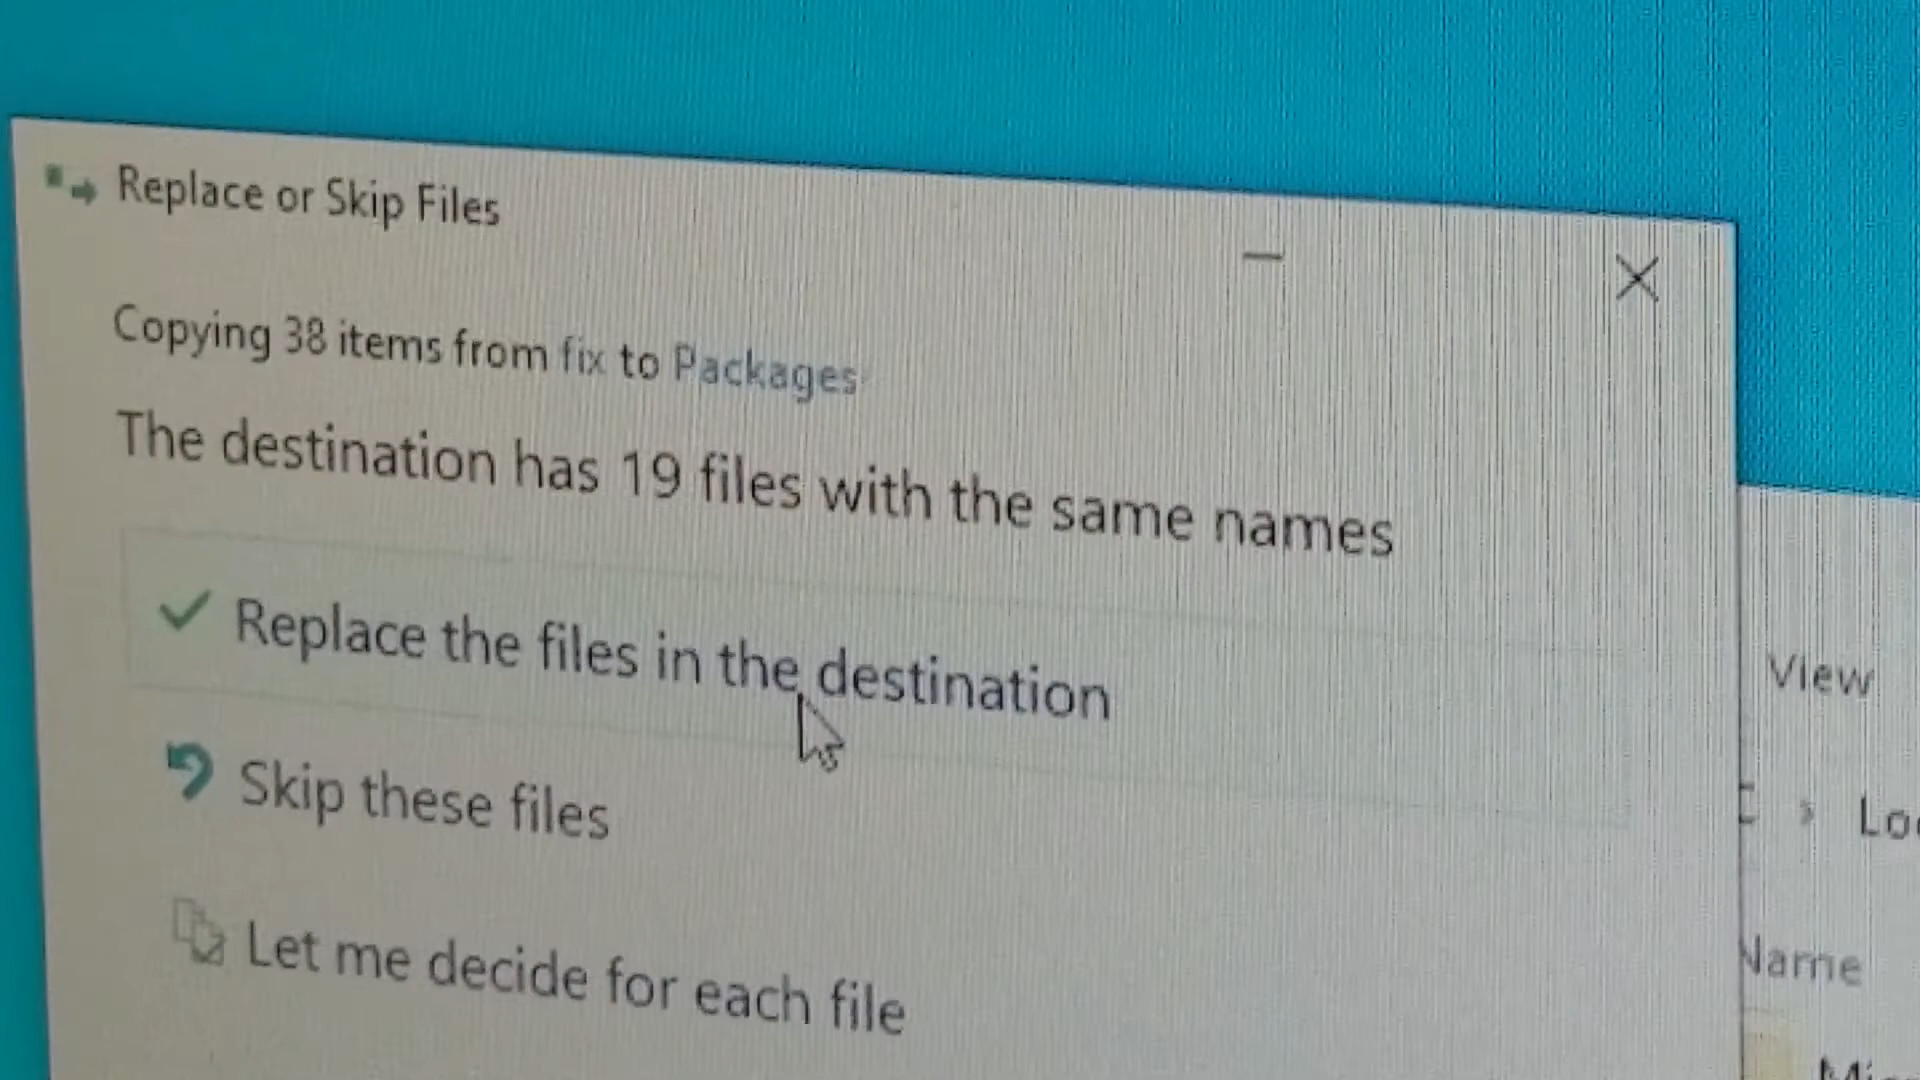 Replace or Skip Files
Copying 38 items from fix to Packages
The destination has 19 files with the same names
Replace the files in the destination
Skip these files
Let me decide for each file
View
Name